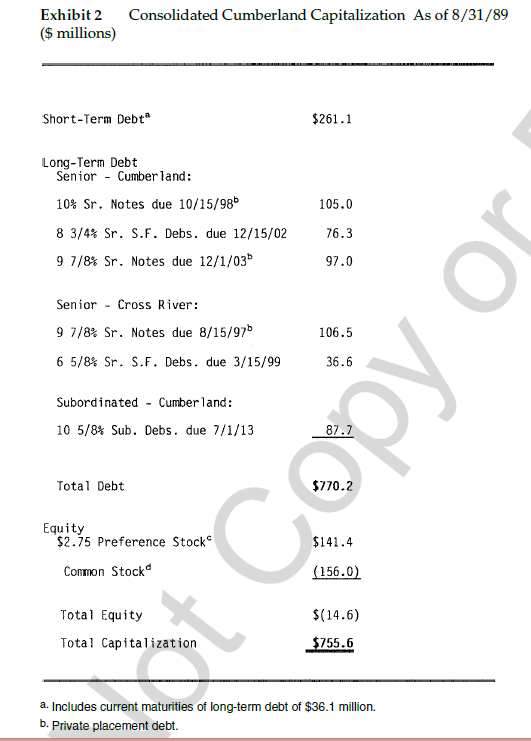 Exhibit 2 Consolidated Cumberland Capitalization As of 8/31/89
($ millions)
Short-Term Debtᵃ $261.1
Long-Term Debt
Senior - Cumberland:
10% Sr. Notes due 10/15/98ᵇ 105.0
8 3/4% Sr. S.F. Debs. due 12/15/02 76.3
9 7/8% Sr. Notes due 12/1/03ᵇ 97.0
Senior - Cross River:
9 7/8% Sr. Notes due 8/15/97ᵇ 106.5
6 5/8% Sr. S.F. Debs. due 3/15/99 36.6
Subordinated - Cumberland:
10 5/8% Sub. Debs. due 7/1/13 87.7
Total Debt $770.2
Equity
$2.75 Preference Stockᶜ $141.4
Common Stockᵈ (156.0)
Total Equity $(14.6)
Total Capitalization $755.6
a. Includes current maturities of long-term debt of $36.1 million.
b. Private placement debt.
Not Copy or